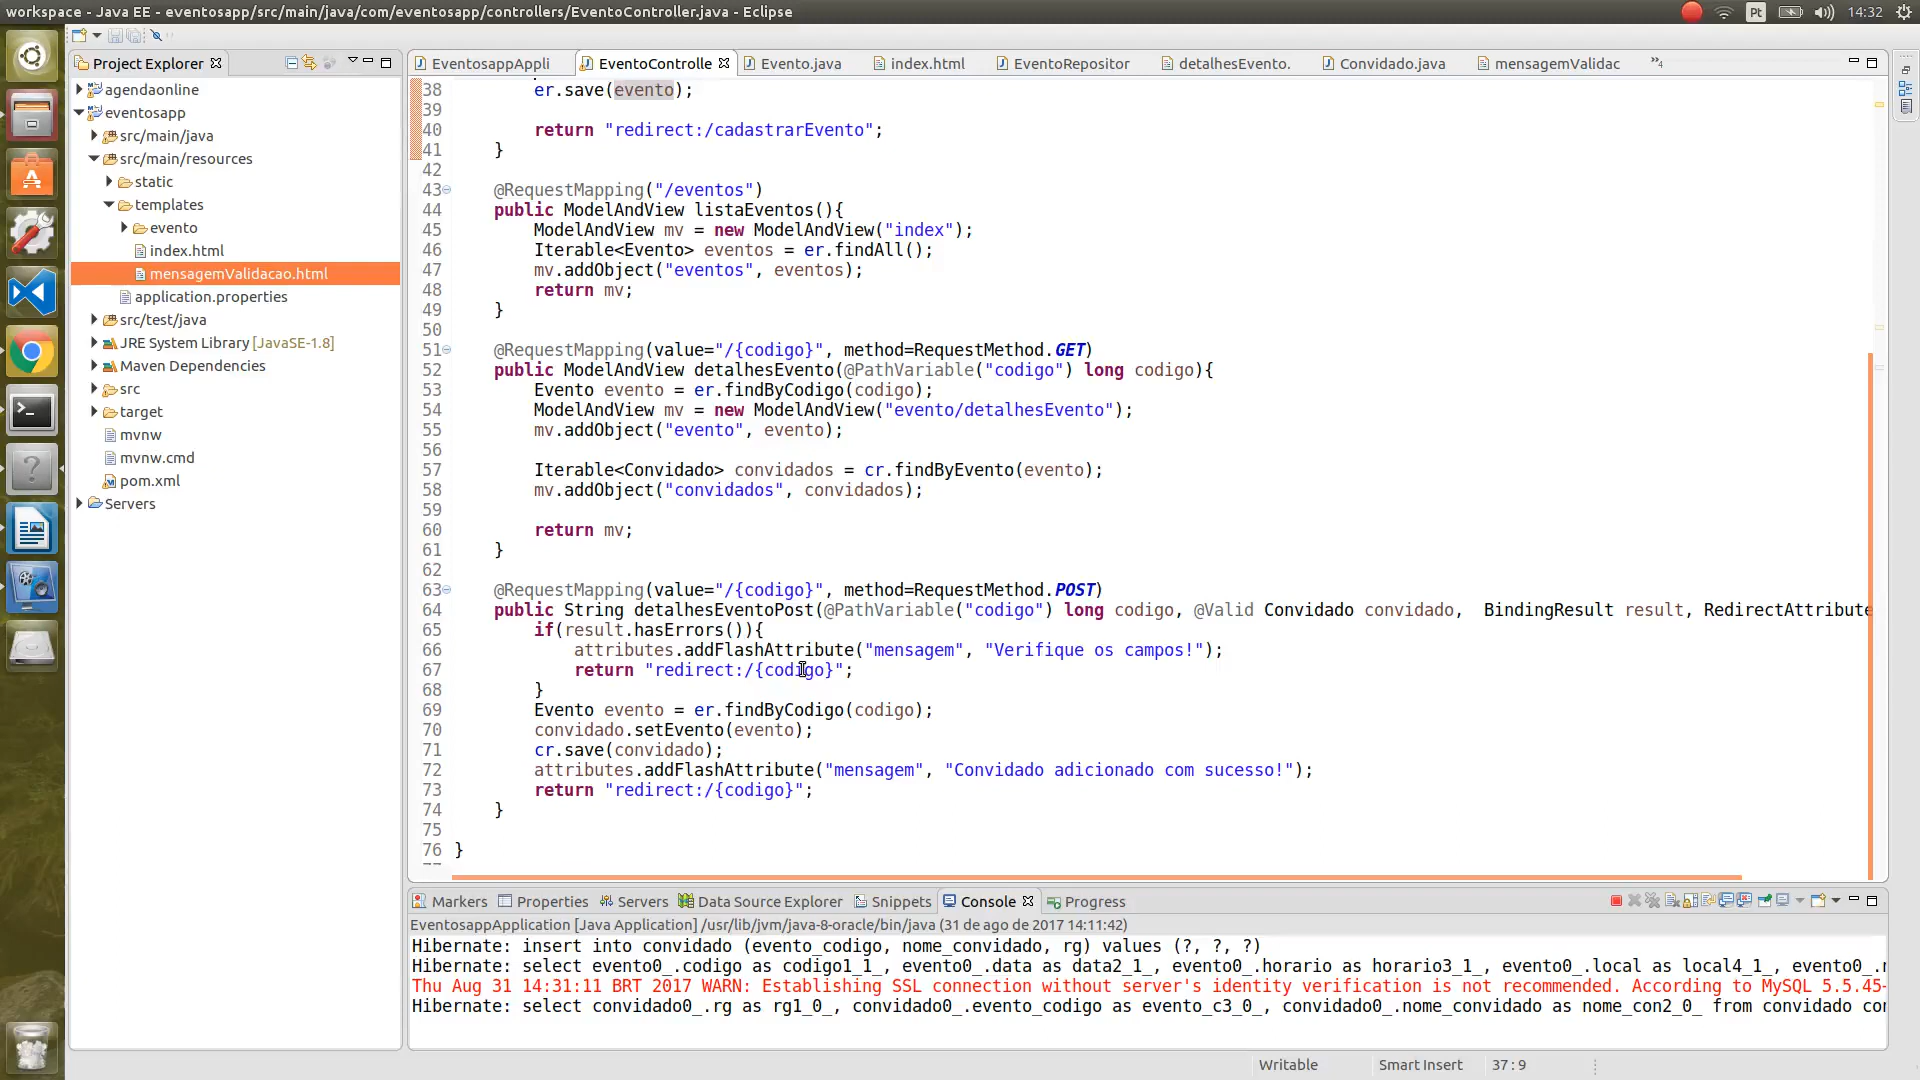 workspace - Java EE - eventosapp/src/main/java/com/eventosapp/controllers/EventoController.java - Eclipse
Pt
14:32
Project Explorer
agendaonline
eventosapp
src/main/java
src/main/resources
static
templates
evento
index.html
mensagemValidacao.html
application.properties
src/test/java
JRE System Library [JavaSE-1.8]
Maven Dependencies
src
target
mvnw
mvnw.cmd
pom.xml
Servers
EventosappAppli
EventoControlle
Evento.java
index.html
EventoRepositor
detalhesEvento.
Convidado.java
mensagemValidac
»4
38 er.save(evento);
39
40 return "redirect:/cadastrarEvento";
41 }
42
43 @RequestMapping("/eventos")
44 public ModelAndView listaEventos(){
45 ModelAndView mv = new ModelAndView("index");
46 Iterable<Evento> eventos = er.findAll();
47 mv.addObject("eventos", eventos);
48 return mv;
49 }
50
51 @RequestMapping(value="/{codigo}", method=RequestMethod.GET)
52 public ModelAndView detalhesEvento(@PathVariable("codigo") long codigo){
53 Evento evento = er.findByCodigo(codigo);
54 ModelAndView mv = new ModelAndView("evento/detalhesEvento");
55 mv.addObject("evento", evento);
56
57 Iterable<Convidado> convidados = cr.findByEvento(evento);
58 mv.addObject("convidados", convidados);
59
60 return mv;
61 }
62
63 @RequestMapping(value="/{codigo}", method=RequestMethod.POST)
64 public String detalhesEventoPost(@PathVariable("codigo") long codigo, @Valid Convidado convidado,  BindingResult result, RedirectAttribute
65 if(result.hasErrors()){
66 attributes.addFlashAttribute("mensagem", "Verifique os campos!");
67 return "redirect:/{codigo}";
68 }
69 Evento evento = er.findByCodigo(codigo);
70 convidado.setEvento(evento);
71 cr.save(convidado);
72 attributes.addFlashAttribute("mensagem", "Convidado adicionado com sucesso!");
73 return "redirect:/{codigo}";
74 }
75
76 }
Markers
Properties
Servers
Data Source Explorer
Snippets
Console
Progress
EventosappApplication [Java Application] /usr/lib/jvm/java-8-oracle/bin/java (31 de ago de 2017 14:11:42)
Hibernate: insert into convidado (evento_codigo, nome_convidado, rg) values (?, ?, ?)
Hibernate: select evento0_.codigo as codigo1_1_, evento0_.data as data2_1_, evento0_.horario as horario3_1_, evento0_.local as local4_1_, evento0_.
Thu Aug 31 14:31:11 BRT 2017 WARN: Establishing SSL connection without server's identity verification is not recommended. According to MySQL 5.5.45-
Hibernate: select convidado0_.rg as rg1_0_, convidado0_.evento_codigo as evento_c3_0_, convidado0_.nome_convidado as nome_con2_0_ from convidado co
Writable
Smart Insert
37 : 9